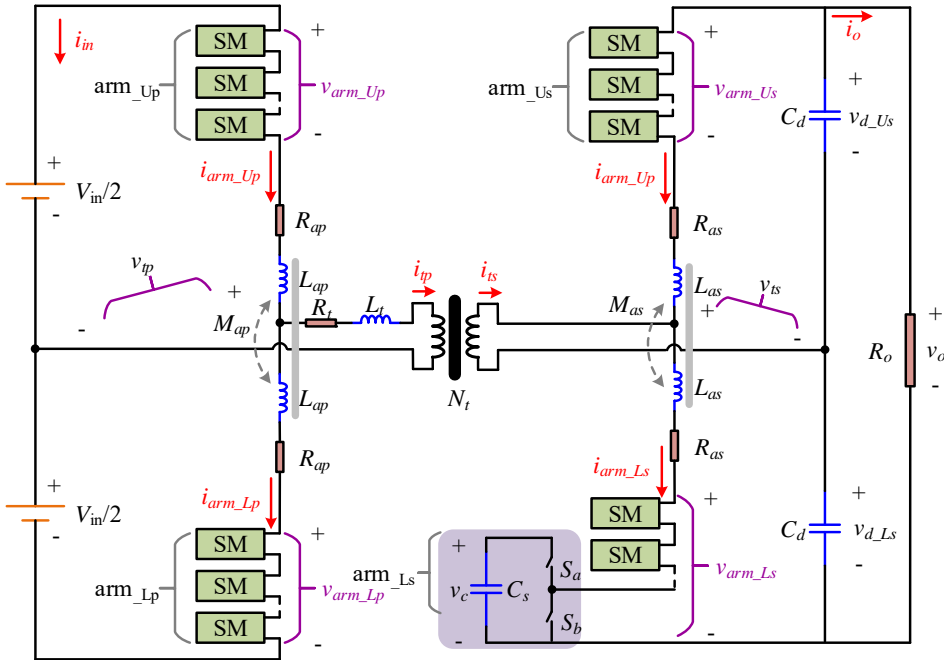 i_in
SM
SM
SM
arm_Up
+
v_arm_Up
-
SM
SM
SM
arm_Us
+
v_arm_Us
-
i_o
+
C_d
v_d_Us
-
i_arm_Up
i_arm_Up
+
V_in/2
-
R_ap
R_as
v_tp
+
-
L_ap
M_ap
R_t
L_t
i_tp
i_ts
N_t
L_as
M_as
+
v_ts
-
R_o
+
v_o
-
L_ap
L_as
R_ap
R_as
+
V_in/2
-
i_arm_Lp
i_arm_Ls
SM
SM
SM
arm_Lp
+
v_arm_Lp
-
arm_Ls
+
v_c
-
C_s
S_a
S_b
SM
SM
+
v_arm_Ls
-
+
C_d
v_d_Ls
-